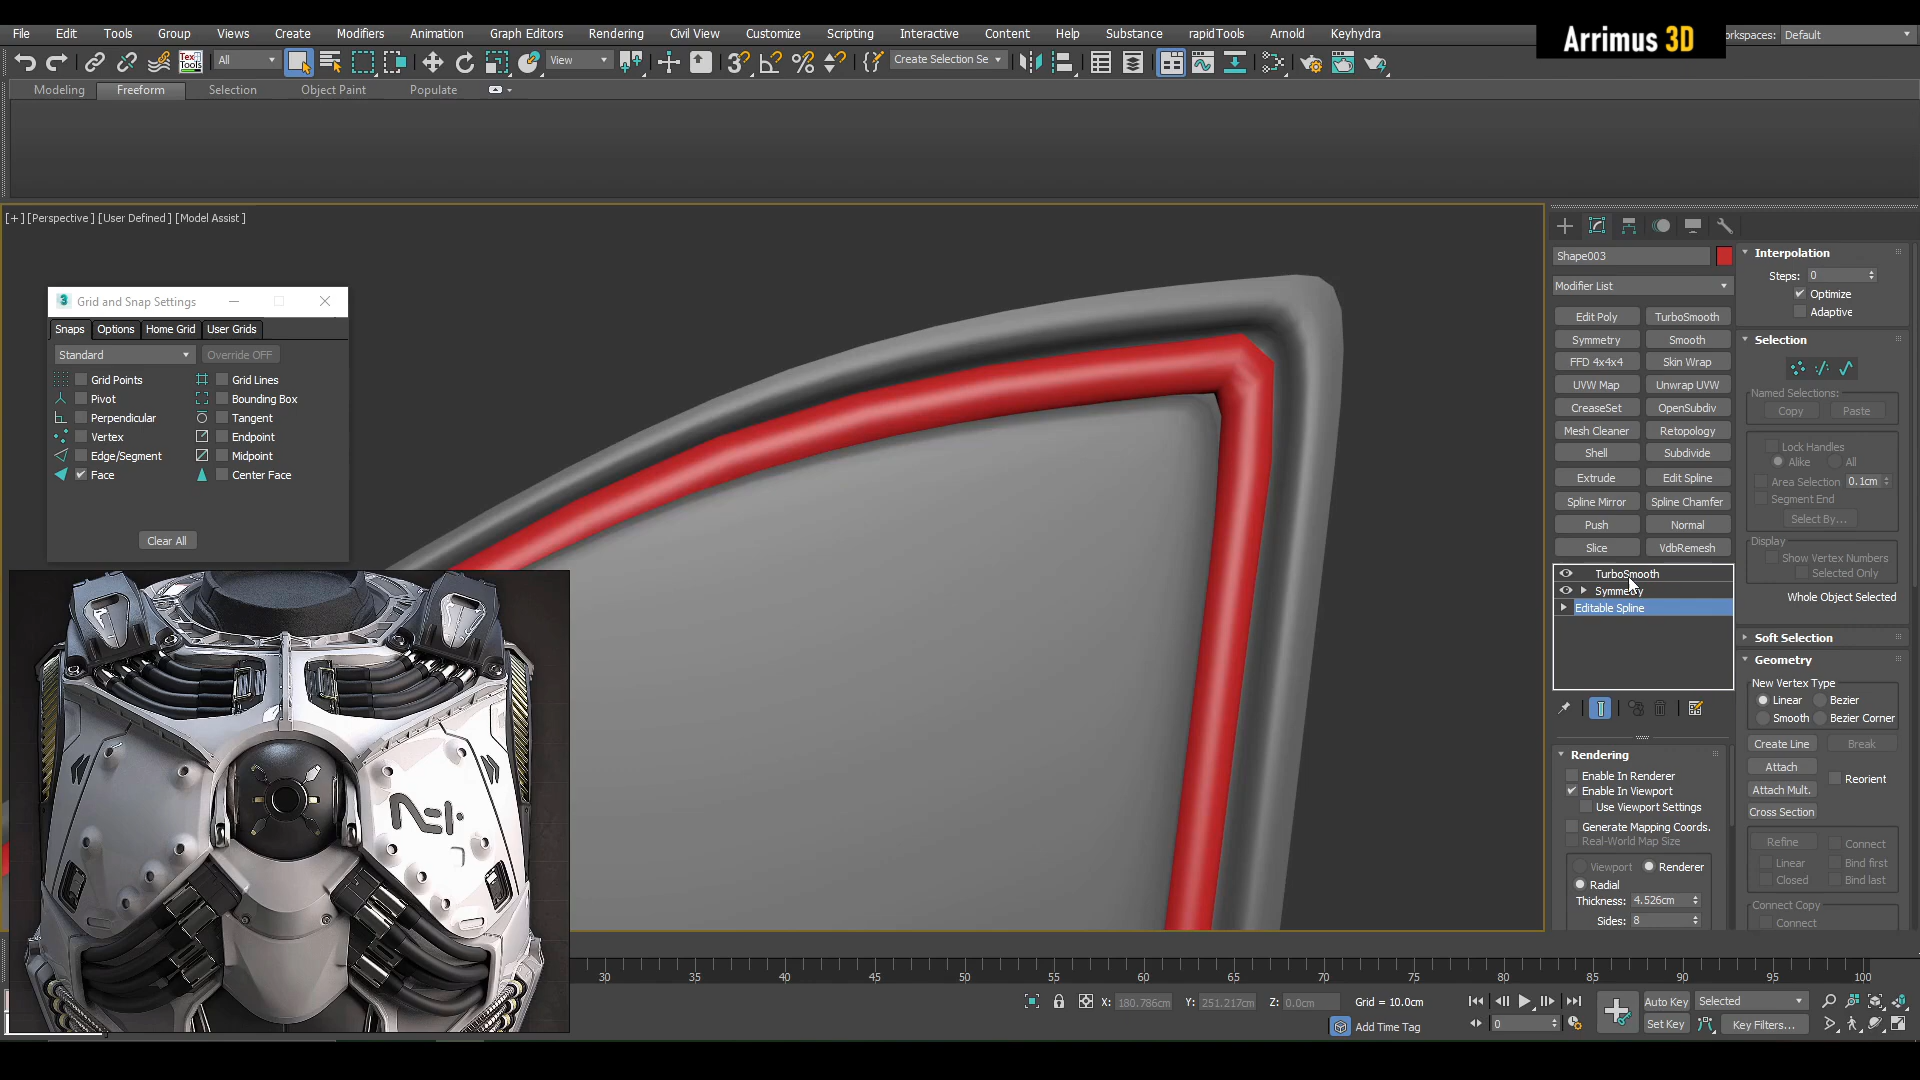 File Edit Tools Group Views Create Modifiers Animation Graph Editors Rendering Civil View Customize Scripting Interactive Content Help Substance rapidTools Arnold Keyhydra
Arrimus 3D
orkspaces: Default
TexTools All View Create Selection Se
Modeling Freeform Selection Object Paint Populate
[+] [Perspective] [User Defined] [Model Assist]
Grid and Snap Settings
Snaps Options Home Grid User Grids
Standard Override OFF
Grid Points Grid Lines
Pivot Bounding Box
Perpendicular Tangent
Vertex Endpoint
Edge/Segment Midpoint
Face Center Face
Clear All
Shape003
Modifier List
Edit Poly TurboSmooth
Symmetry Smooth
FFD 4x4x4 Skin Wrap
UVW Map Unwrap UVW
CreaseSet OpenSubdiv
Mesh Cleaner Retopology
Shell Subdivide
Extrude Edit Spline
Spline Mirror Spline Chamfer
Push Normal
Slice VdbRemesh
TurboSmooth
Symmetry
Editable Spline
Rendering
Enable In Renderer
Enable In Viewport
Use Viewport Settings
Generate Mapping Coords.
Real-World Map Size
Viewport Renderer
Radial
Thickness: 4.526cm
Sides: 8
Interpolation
Steps: 0
Optimize
Adaptive
Selection
Named Selections:
Copy Paste
Lock Handles
Alike All
Area Selection 0.1cm
Segment End
Select By...
Display
Show Vertex Numbers
Selected Only
Whole Object Selected
Soft Selection
Geometry
New Vertex Type
Linear Bezier
Smooth Bezier Corner
Create Line Break
Attach Reorient
Attach Mult.
Cross Section
Refine Connect
Linear Bind first
Closed Bind last
Connect Copy
Connect
30 35 40 45 50 55 60 65 70 75 80 85 90 95 100
X: 180.786cm Y: 251.217cm Z: 0.0cm Grid = 10.0cm
Add Time Tag
0
Auto Key Selected
Set Key Key Filters...